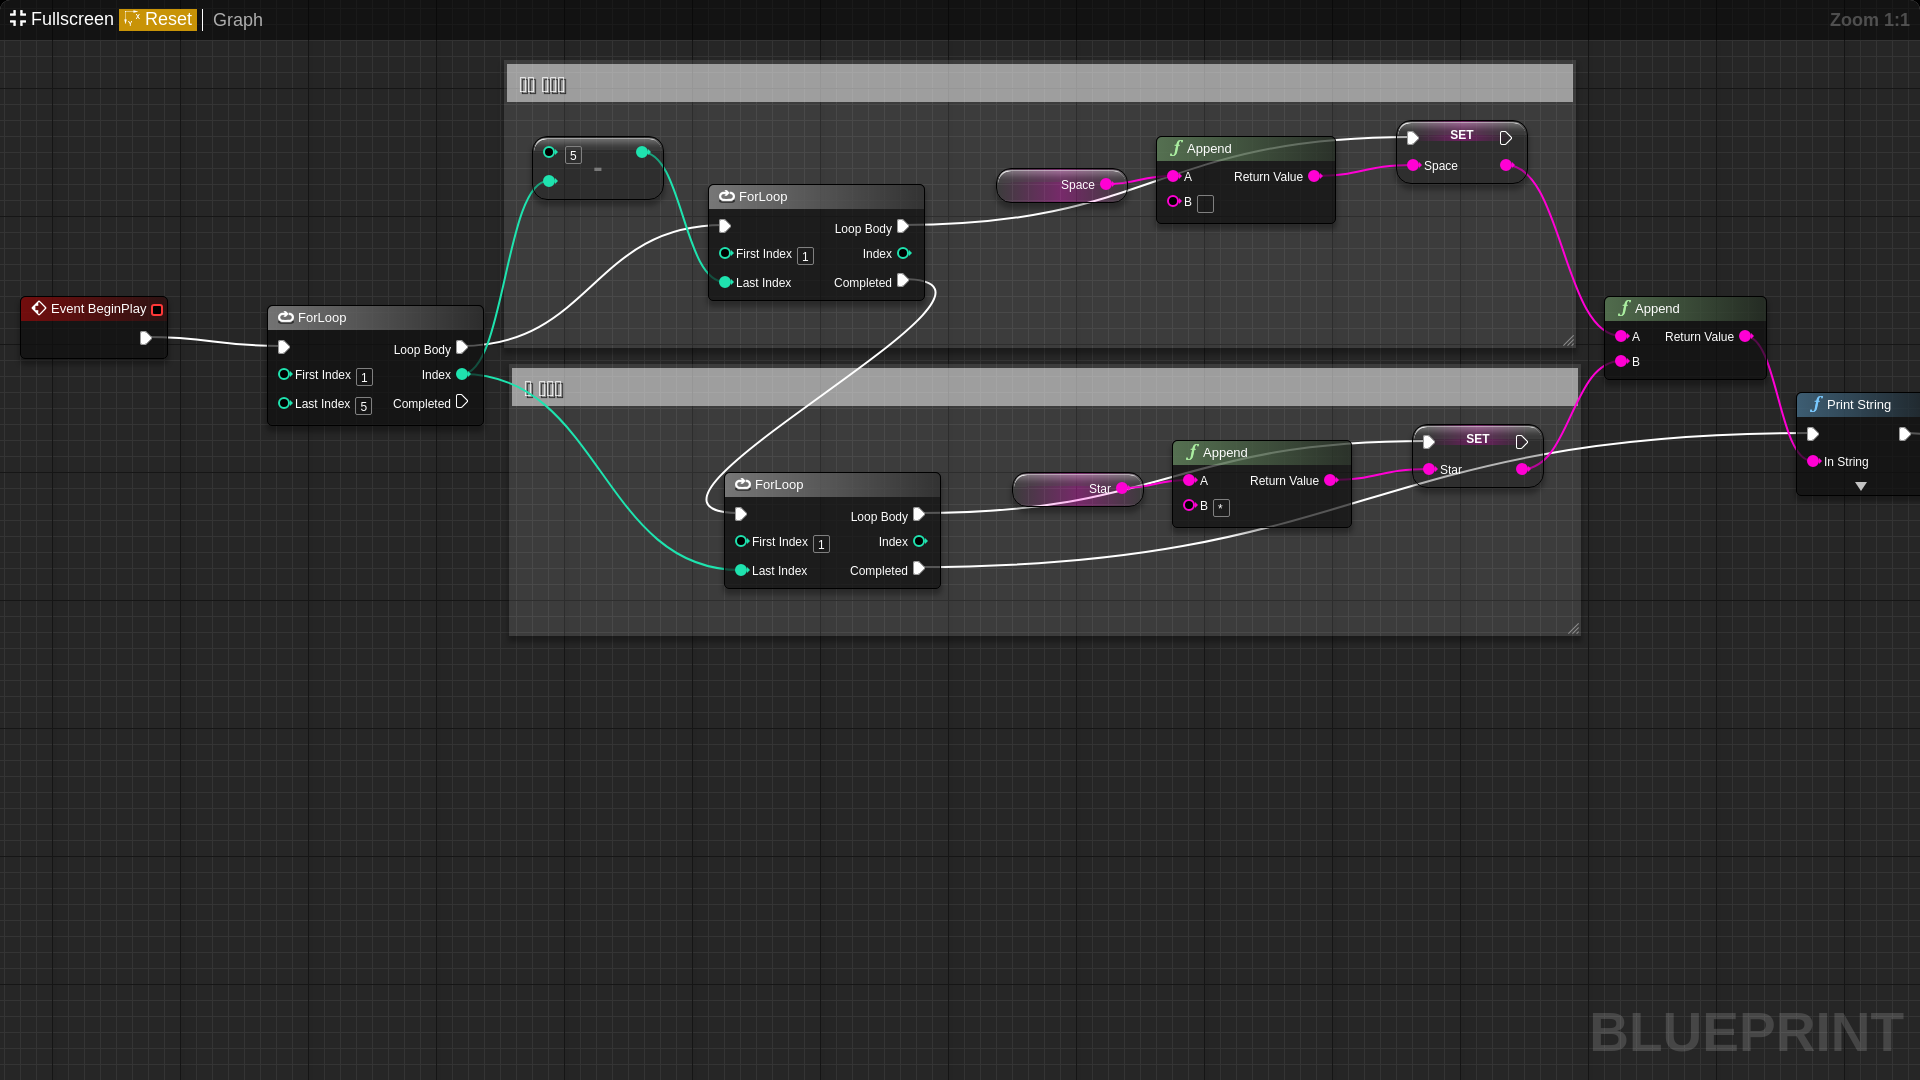 Fullscreen Reset Graph
Zoom 1:1
5
-
ForLoop
Loop Body
First Index 1 Index
Last Index Completed
Space
Append
A Return Value
B
SET
Space
Event BeginPlay
ForLoop
Loop Body
First Index 1 Index
Last Index 5 Completed
ForLoop
Loop Body
First Index 1 Index
Last Index Completed
Star
Append
A Return Value
B *
SET
Star
Append
A Return Value
B
Print String
In String
BLUEPRINT